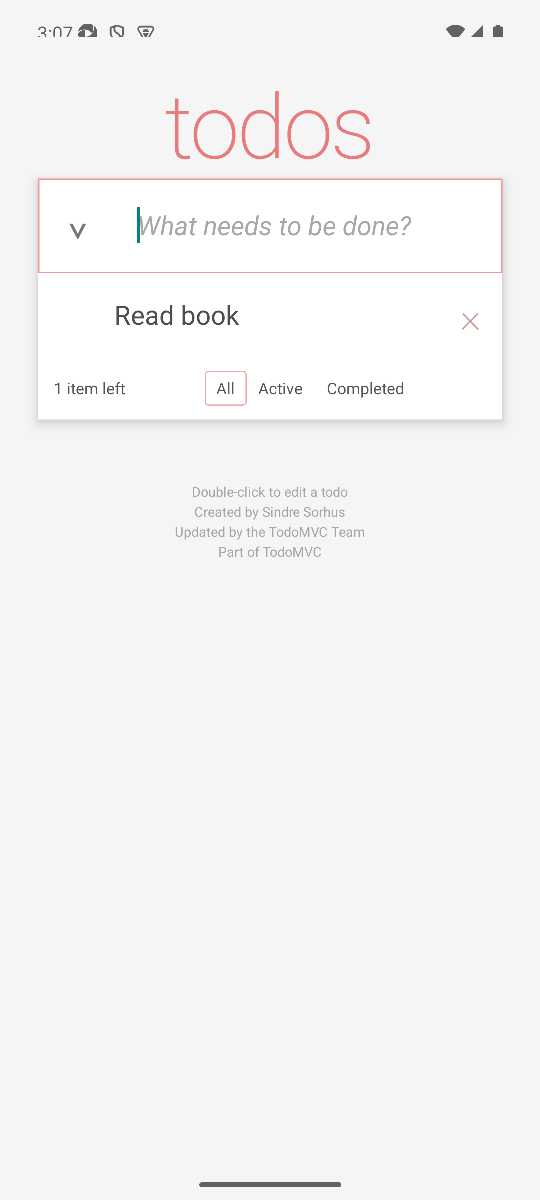 3:07
todos
What needs to be done?
Read book
1 item left
All
Active
Completed
Double-click to edit a todo
Created by Sindre Sorhus
Updated by the TodoMVC Team
Part of TodoMVC